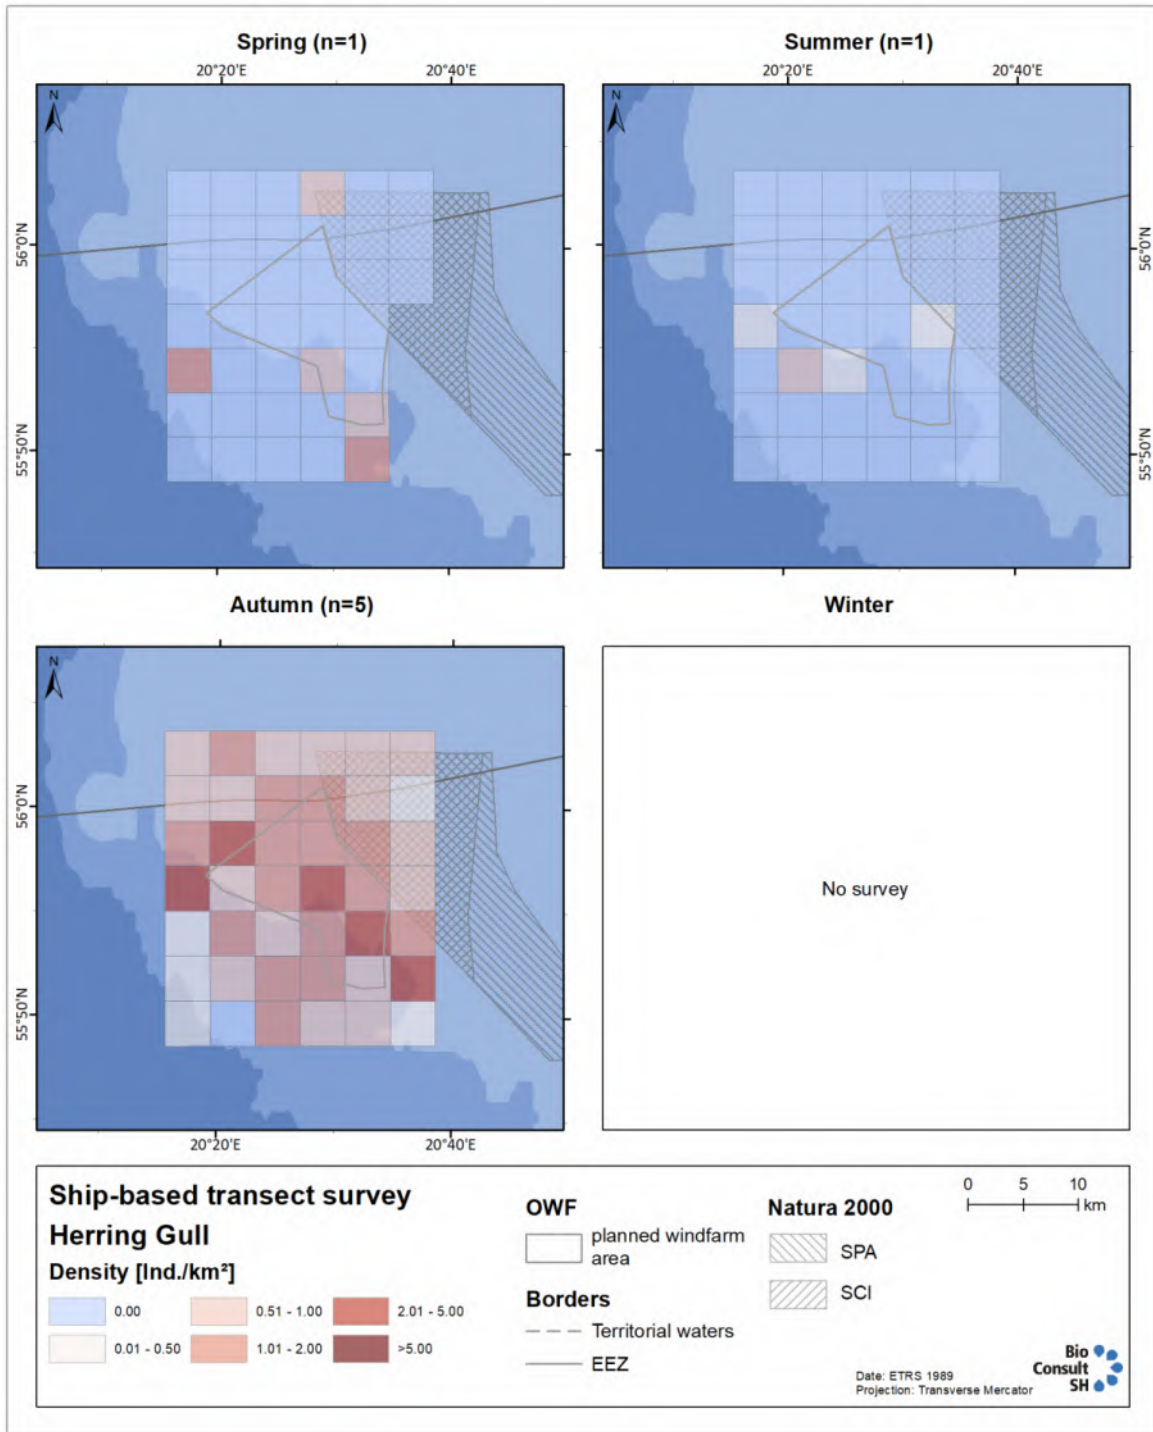 Spring (n=1)
Summer (n=1)
20°20'E
20°40'E
20°20'E
20°40'E
N
N
56°0'N
56°0'N
55°50'N
55°50'N
Autumn (n=5)
Winter
N
56°0'N
No survey
55°50'N
20°20'E
20°40'E
Ship-based transect survey
Herring Gull
Density [Ind./km²]
0.00
0.51 - 1.00
2.01 - 5.00
0.01 - 0.50
1.01 - 2.00
>5.00
OWF
planned windfarm
area
Borders
Territorial waters
EEZ
Natura 2000
SPA
SCI
0 5 10
km
Date: ETRS 1989
Projection: Transverse Mercator
Bio
Consult
SH